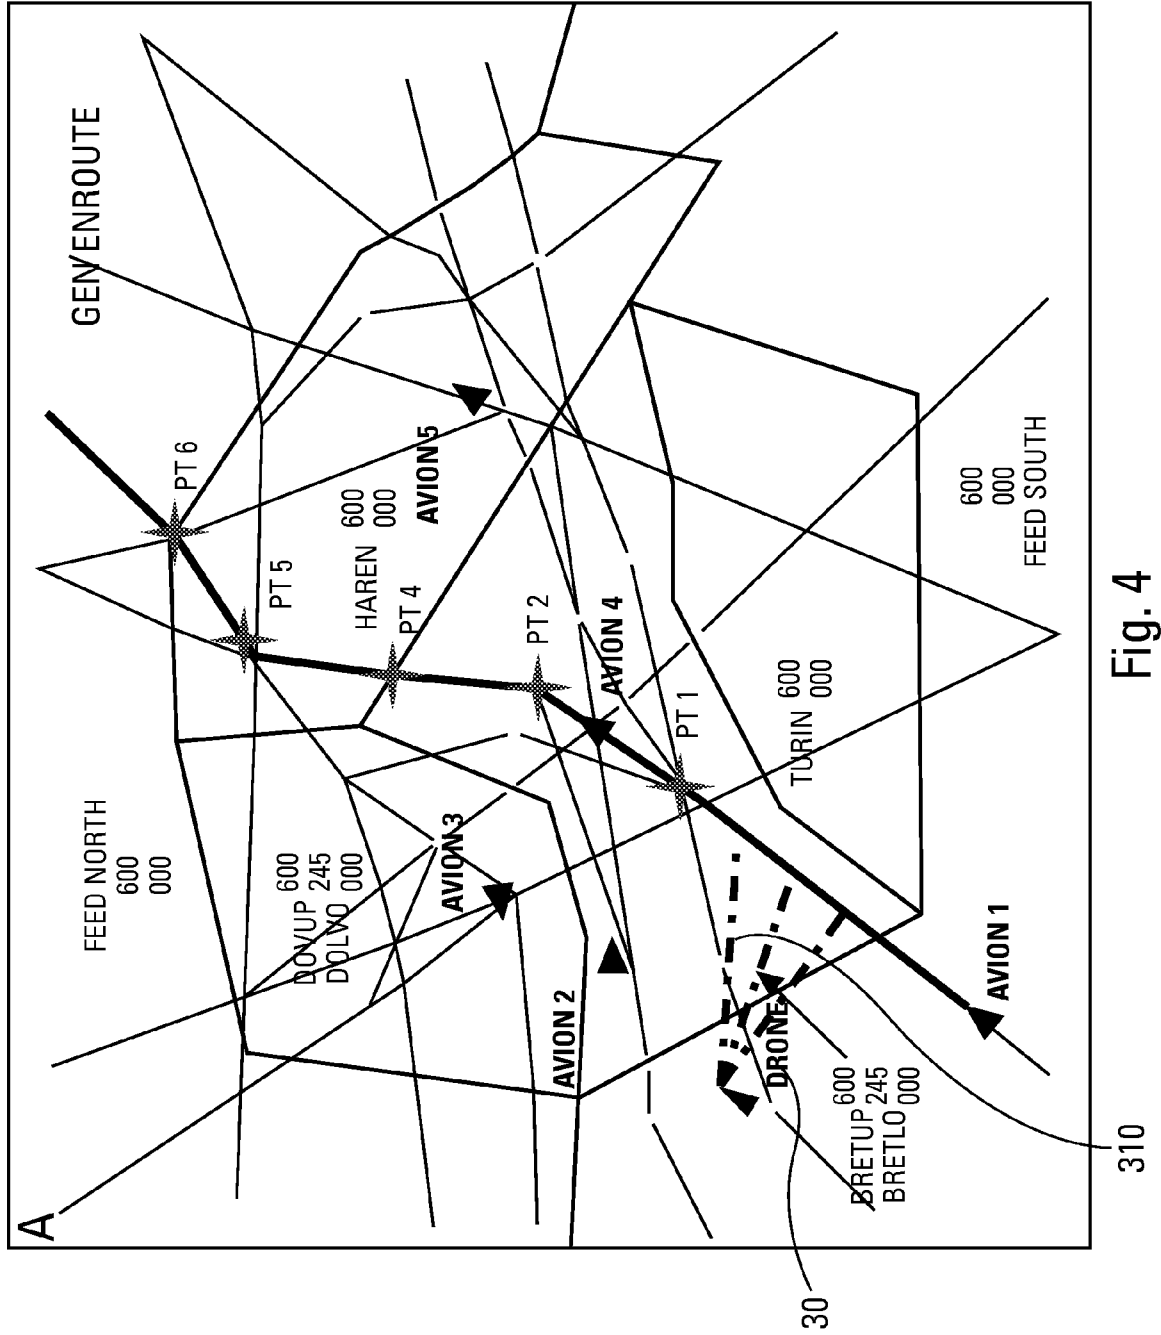 A
FEED NORTH
600
000
GEN/ENROUTE
PT 6
PT 5
DOVUP 600
245
DOLVO 000
HAREN 600
000
PT 4
AVION 5
AVION 3
PT 2
AVION 2
AVION 4
PT 1
DRONE
TURIN 600
000
BRETUP 600
245
BRETLO 000
AVION 1
600
000
FEED SOUTH
30
310
Fig. 4